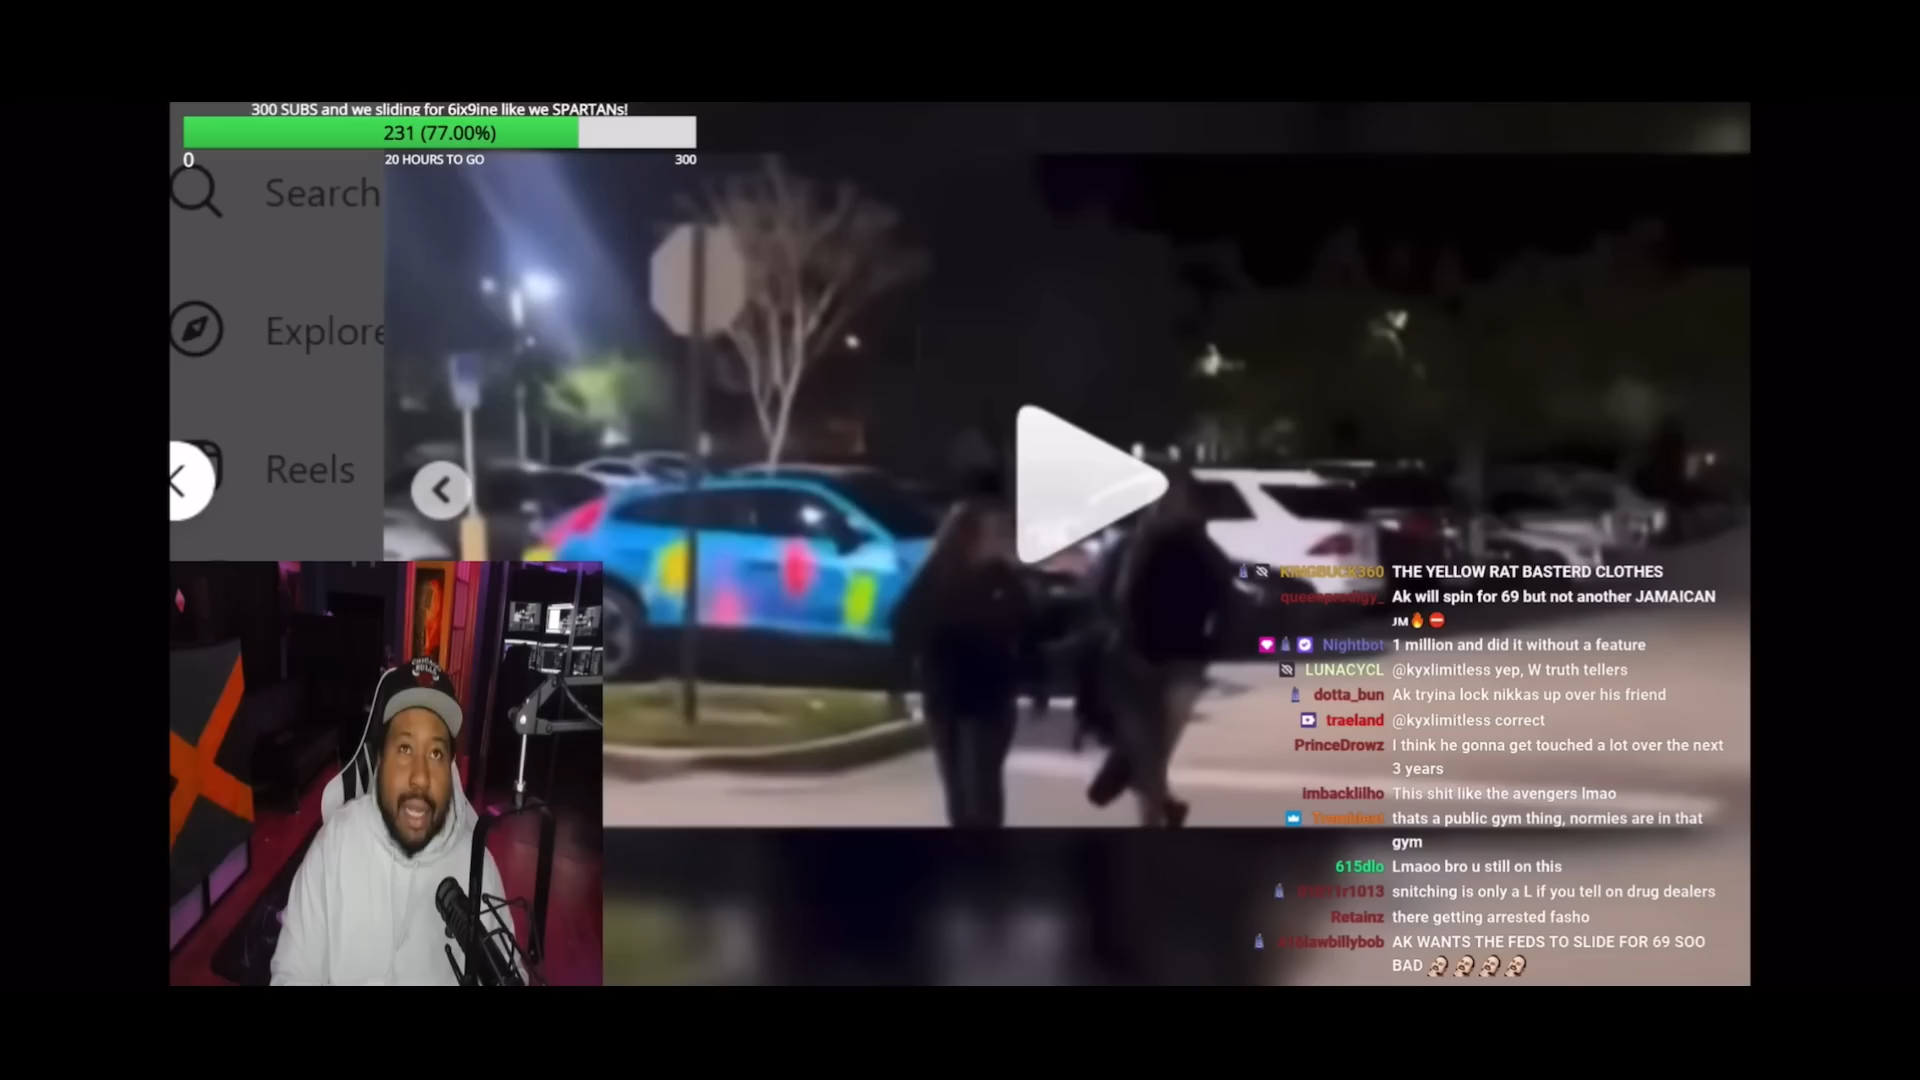 300 SUBS and we sliding for 6ix9ine like we SPARTANs!
231 (77.00%)
0 20 HOURS TO GO 300
Search
Explore
Reels
CHICAGO
BULLS
KINGBUCK360 THE YELLOW RAT BASTERD CLOTHES
queenprodigy_ Ak will spin for 69 but not another JAMAICAN
JM
Nightbot 1 million and did it without a feature
LUNACYCL @kyxlimitless yep, W truth tellers
dotta_bun Ak tryina lock nikkas up over his friend
traeland @kyxlimitless correct
PrinceDrowz I think he gonna get touched a lot over the next
3 years
Imbacklilho This shit like the avengers lmao
thats a public gym thing, normies are in that
gym
615dlo Lmaoo bro u still on this
snitching is only a L if you tell on drug dealers
Retainz there getting arrested fasho
AK WANTS THE FEDS TO SLIDE FOR 69 SOO
BAD